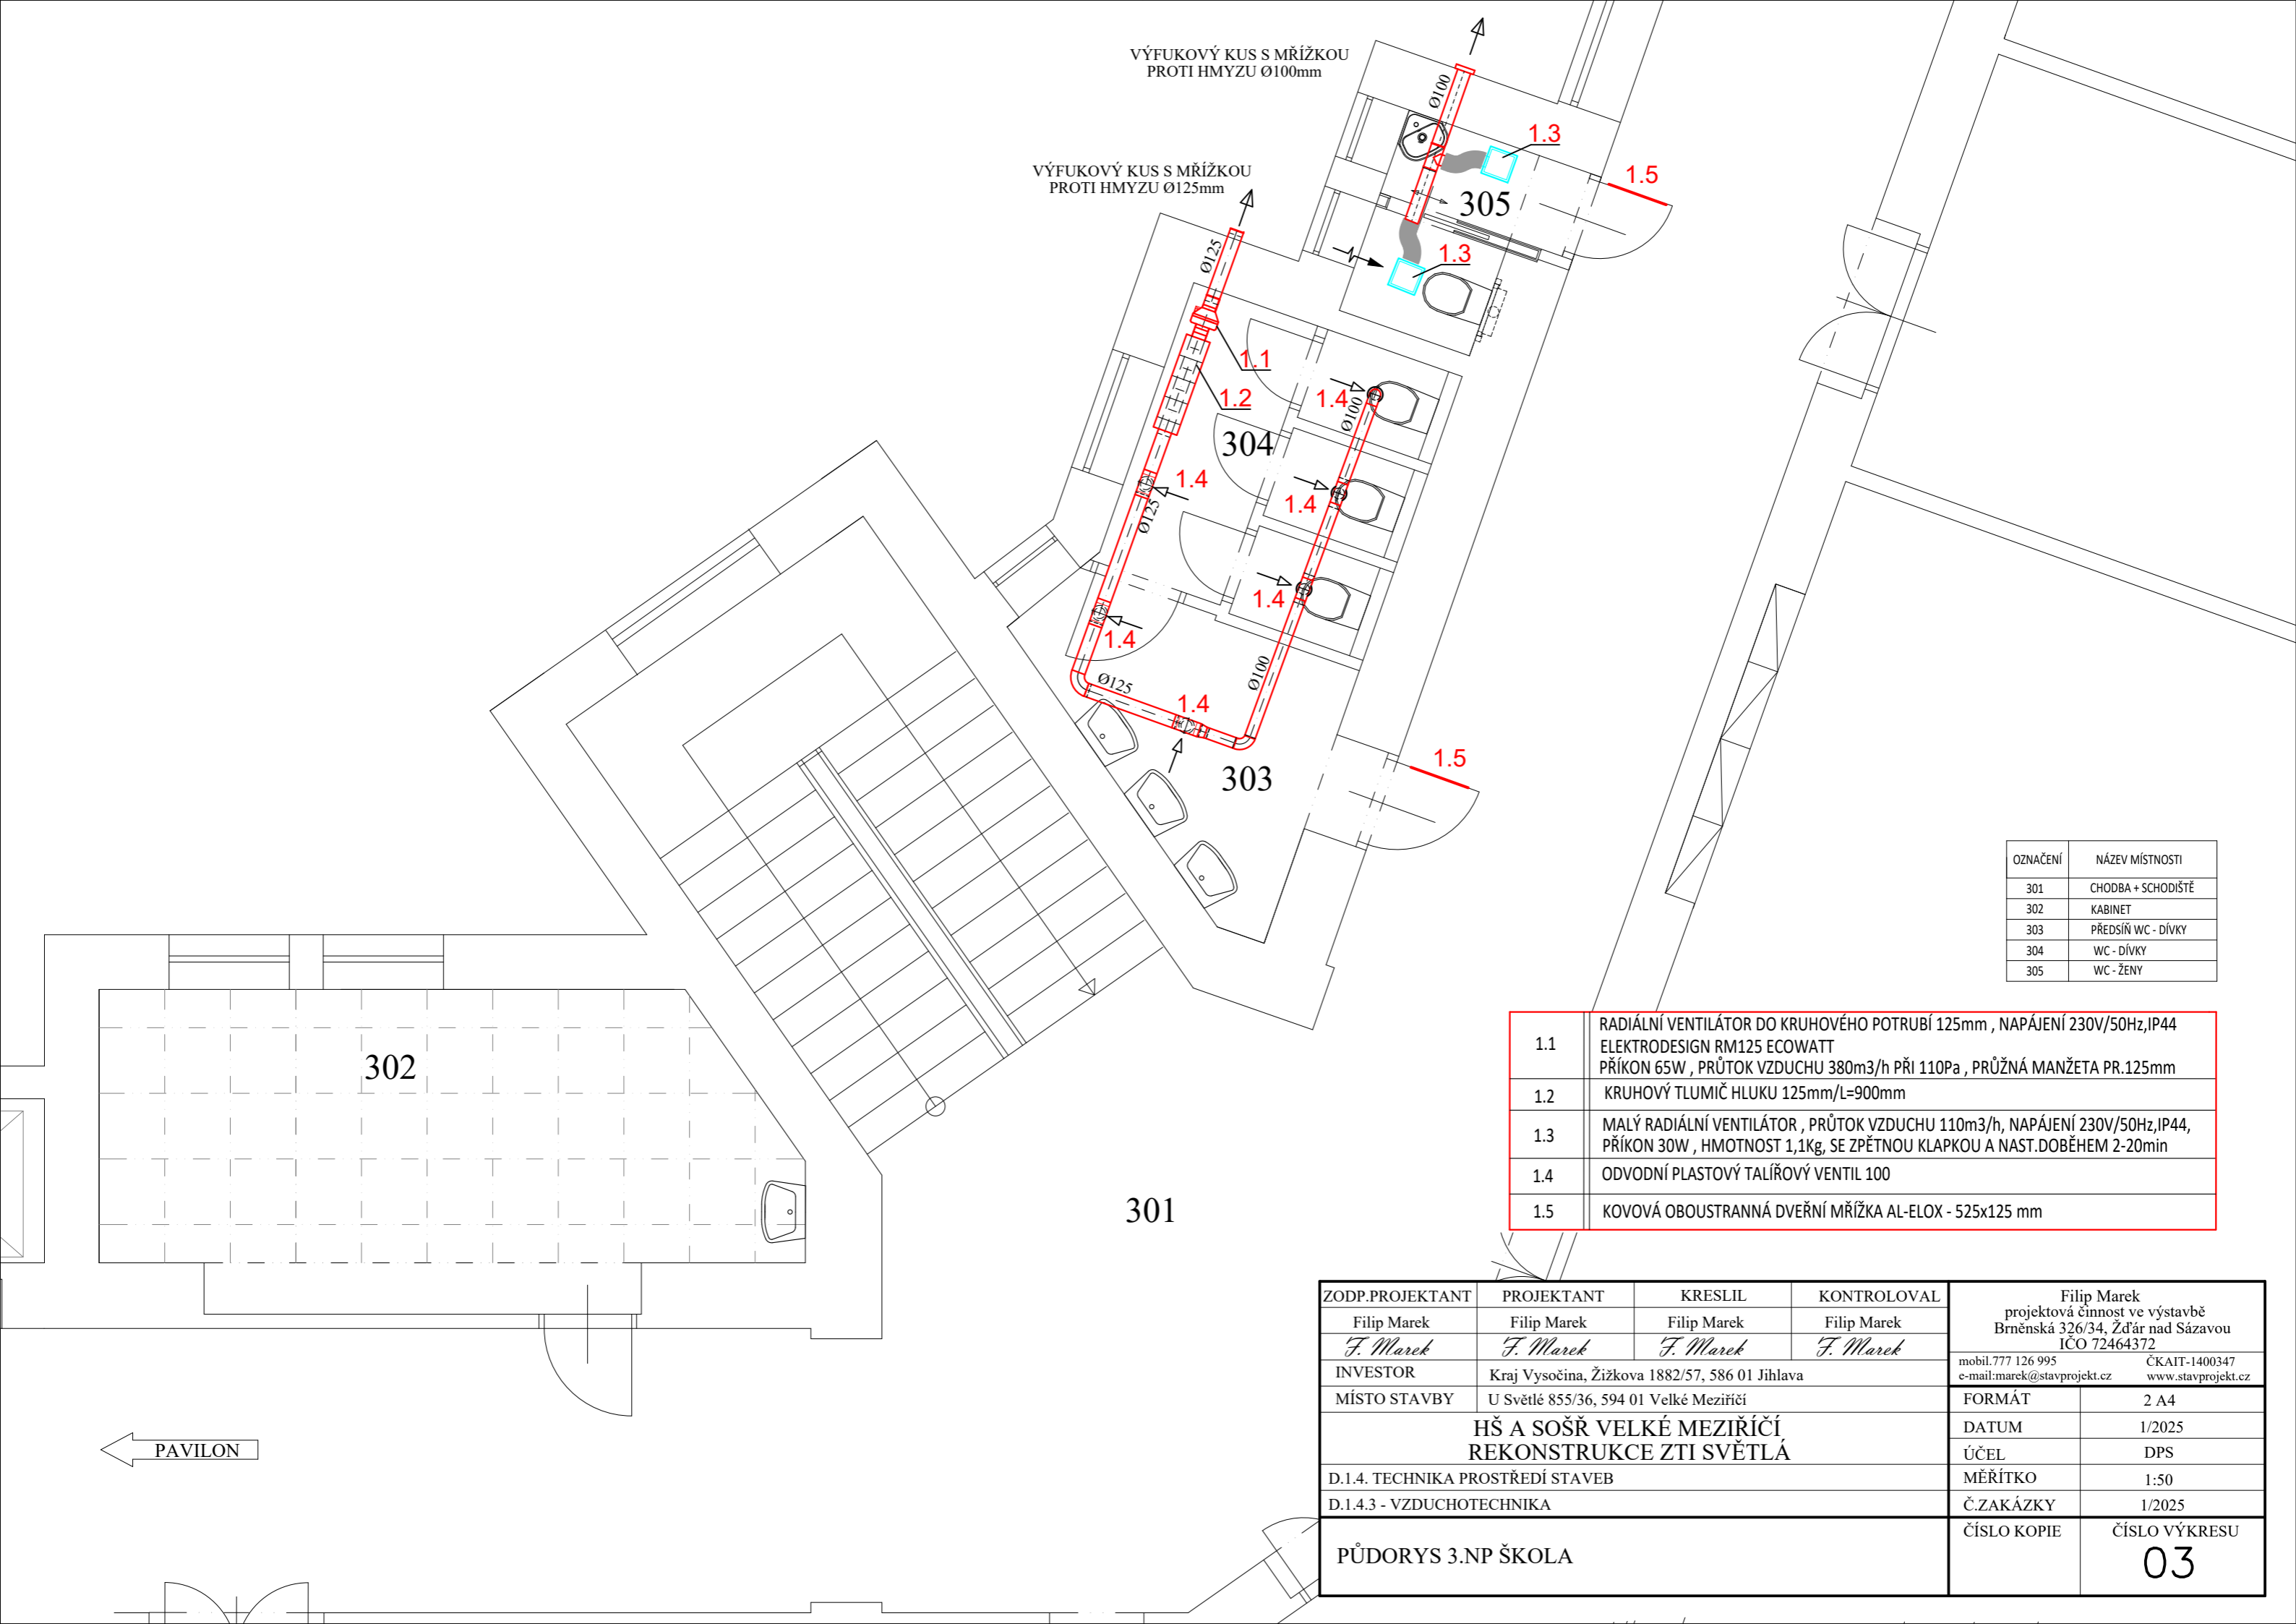 VÝFUKOVÝ KUS S MŘÍŽKOU
PROTI HMYZU Ø100mm
VÝFUKOVÝ KUS S MŘÍŽKOU
PROTI HMYZU Ø125mm
Ø100
1.3
1.5
305
1.3
Ø125
1.1
1.2
1.4
Ø100
304
1.4
1.4
Ø125
1.4
1.4
Ø125
Ø100
1.4
303
1.5
302
301
PAVILON
OZNAČENÍ NÁZEV MÍSTNOSTI
301 CHODBA + SCHODIŠTĚ
302 KABINET
303 PŘEDSÍŇ WC - DÍVKY
304 WC - DÍVKY
305 WC - ŽENY
1.1 RADIÁLNÍ VENTILÁTOR DO KRUHOVÉHO POTRUBÍ 125mm , NAPÁJENÍ 230V/50Hz,IP44
ELEKTRODESIGN RM125 ECOWATT
PŘÍKON 65W , PRŮTOK VZDUCHU 380m3/h PŘI 110Pa , PRŮŽNÁ MANŽETA PR.125mm
1.2 KRUHOVÝ TLUMIČ HLUKU 125mm/L=900mm
1.3 MALÝ RADIÁLNÍ VENTILÁTOR , PRŮTOK VZDUCHU 110m3/h, NAPÁJENÍ 230V/50Hz,IP44,
PŘÍKON 30W , HMOTNOST 1,1Kg, SE ZPĚTNOU KLAPKOU A NAST.DOBĚHEM 2-20min
1.4 ODVODNÍ PLASTOVÝ TALÍŘOVÝ VENTIL 100
1.5 KOVOVÁ OBOUSTRANNÁ DVEŘNÍ MŘÍŽKA AL-ELOX - 525x125 mm
ZODP.PROJEKTANT PROJEKTANT KRESLIL KONTROLOVAL
Filip Marek Filip Marek Filip Marek Filip Marek
F. Marek F. Marek F. Marek F. Marek
Filip Marek
projektová činnost ve výstavbě
Brněnská 326/34, Žďár nad Sázavou
IČO 72464372
mobil.777 126 995 ČKAIT-1400347
e-mail:marek@stavprojekt.cz www.stavprojekt.cz
INVESTOR Kraj Vysočina, Žižkova 1882/57, 586 01 Jihlava
MÍSTO STAVBY U Světlé 855/36, 594 01 Velké Meziříčí
HŠ A SOŠŘ VELKÉ MEZIŘÍČÍ
REKONSTRUKCE ZTI SVĚTLÁ
D.1.4. TECHNIKA PROSTŘEDÍ STAVEB
D.1.4.3 - VZDUCHOTECHNIKA
FORMÁT 2 A4
DATUM 1/2025
ÚČEL DPS
MĚŘÍTKO 1:50
Č.ZAKÁZKY 1/2025
PŮDORYS 3.NP ŠKOLA
ČÍSLO KOPIE ČÍSLO VÝKRESU
03